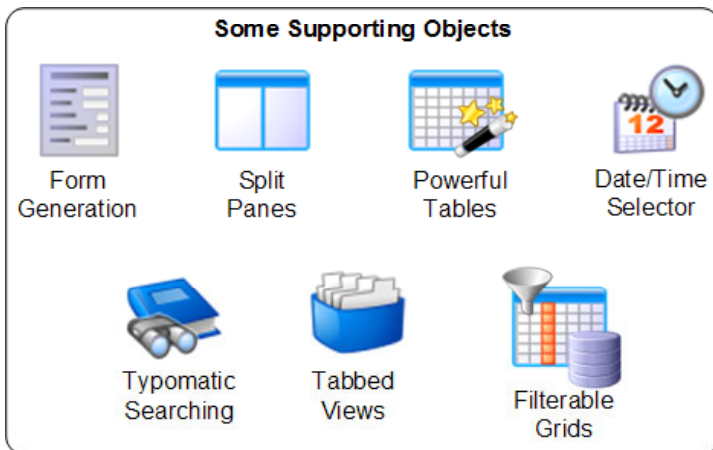 Some Supporting Objects
12
Form
Generation
Split
Panes
Powerful
Tables
Date/Time
Selector
Typomatic
Searching
Tabbed
Views
Filterable
Grids